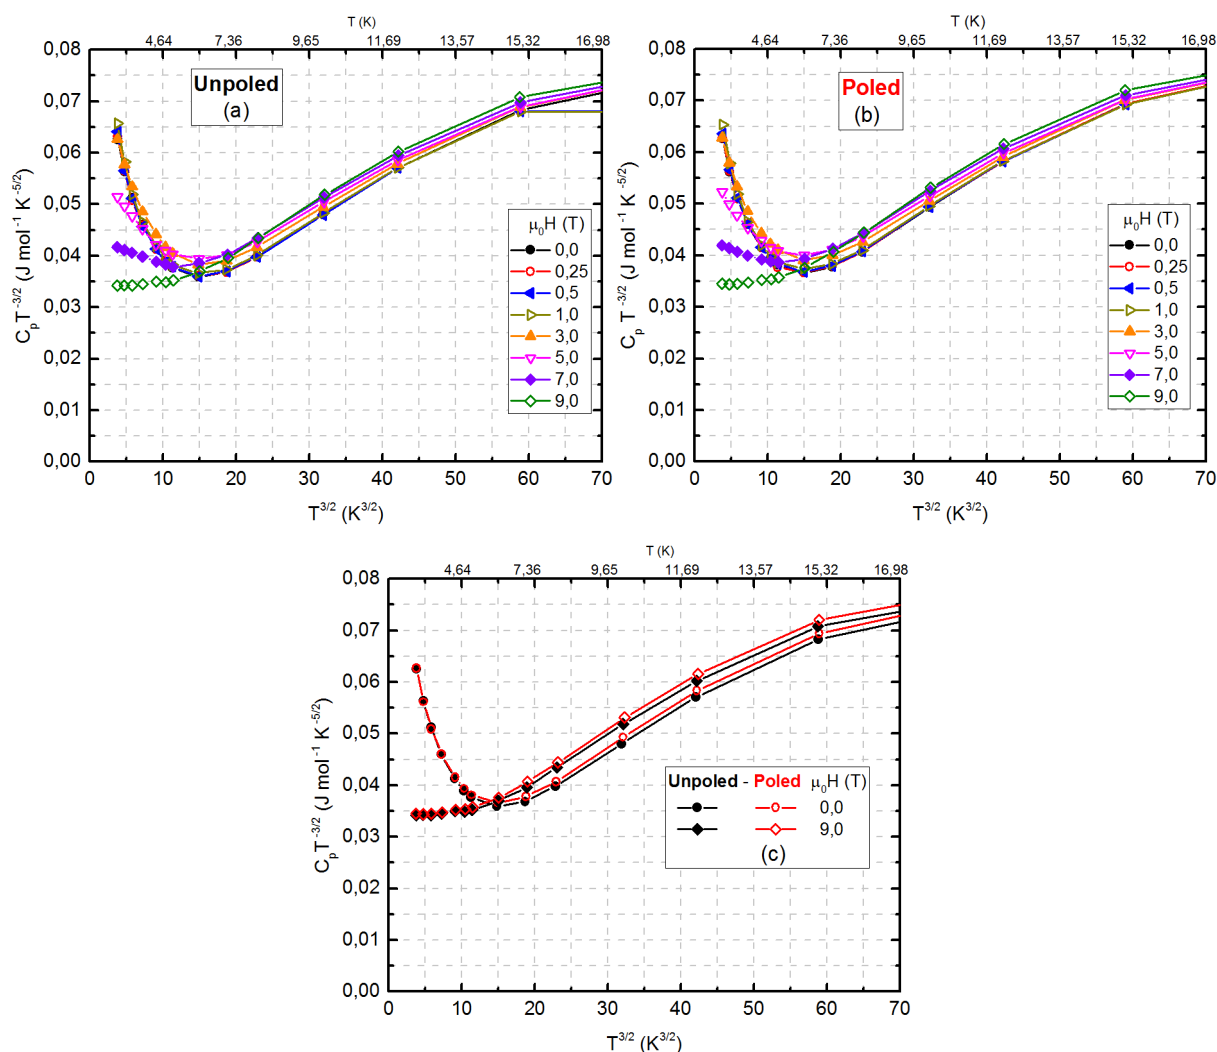 T (K)
4,64 7,36 9,65 11,69 13,57 15,32 16,98
0,08
0,07
0,06
0,05
0,04
0,03
0,02
0,01
0,00
CpT-3/2 (J mol-1 K-5/2)
Unpoled
(a)
μ0H (T)
0,0
0,25
0,5
1,0
3,0
5,0
7,0
9,0
0 10 20 30 40 50 60 70
T3/2 (K3/2)
T (K)
4,64 7,36 9,65 11,69 13,57 15,32 16,98
0,08
0,07
0,06
0,05
0,04
0,03
0,02
0,01
0,00
Cp T-3/2 (J mol-1 K-5/2)
Poled
(b)
μ0H (T)
0,0
0,25
0,5
1,0
3,0
5,0
7,0
9,0
0 10 20 30 40 50 60 70
T3/2 (K3/2)
T (K)
4,64 7,36 9,65 11,69 13,57 15,32 16,98
0,08
0,07
0,06
0,05
0,04
0,03
0,02
0,01
0,00
CpT-3/2 (J mol-1 K-5/2)
Unpoled - Poled μ0H (T)
0,0
9,0
(c)
0 10 20 30 40 50 60 70
T3/2 (K3/2)